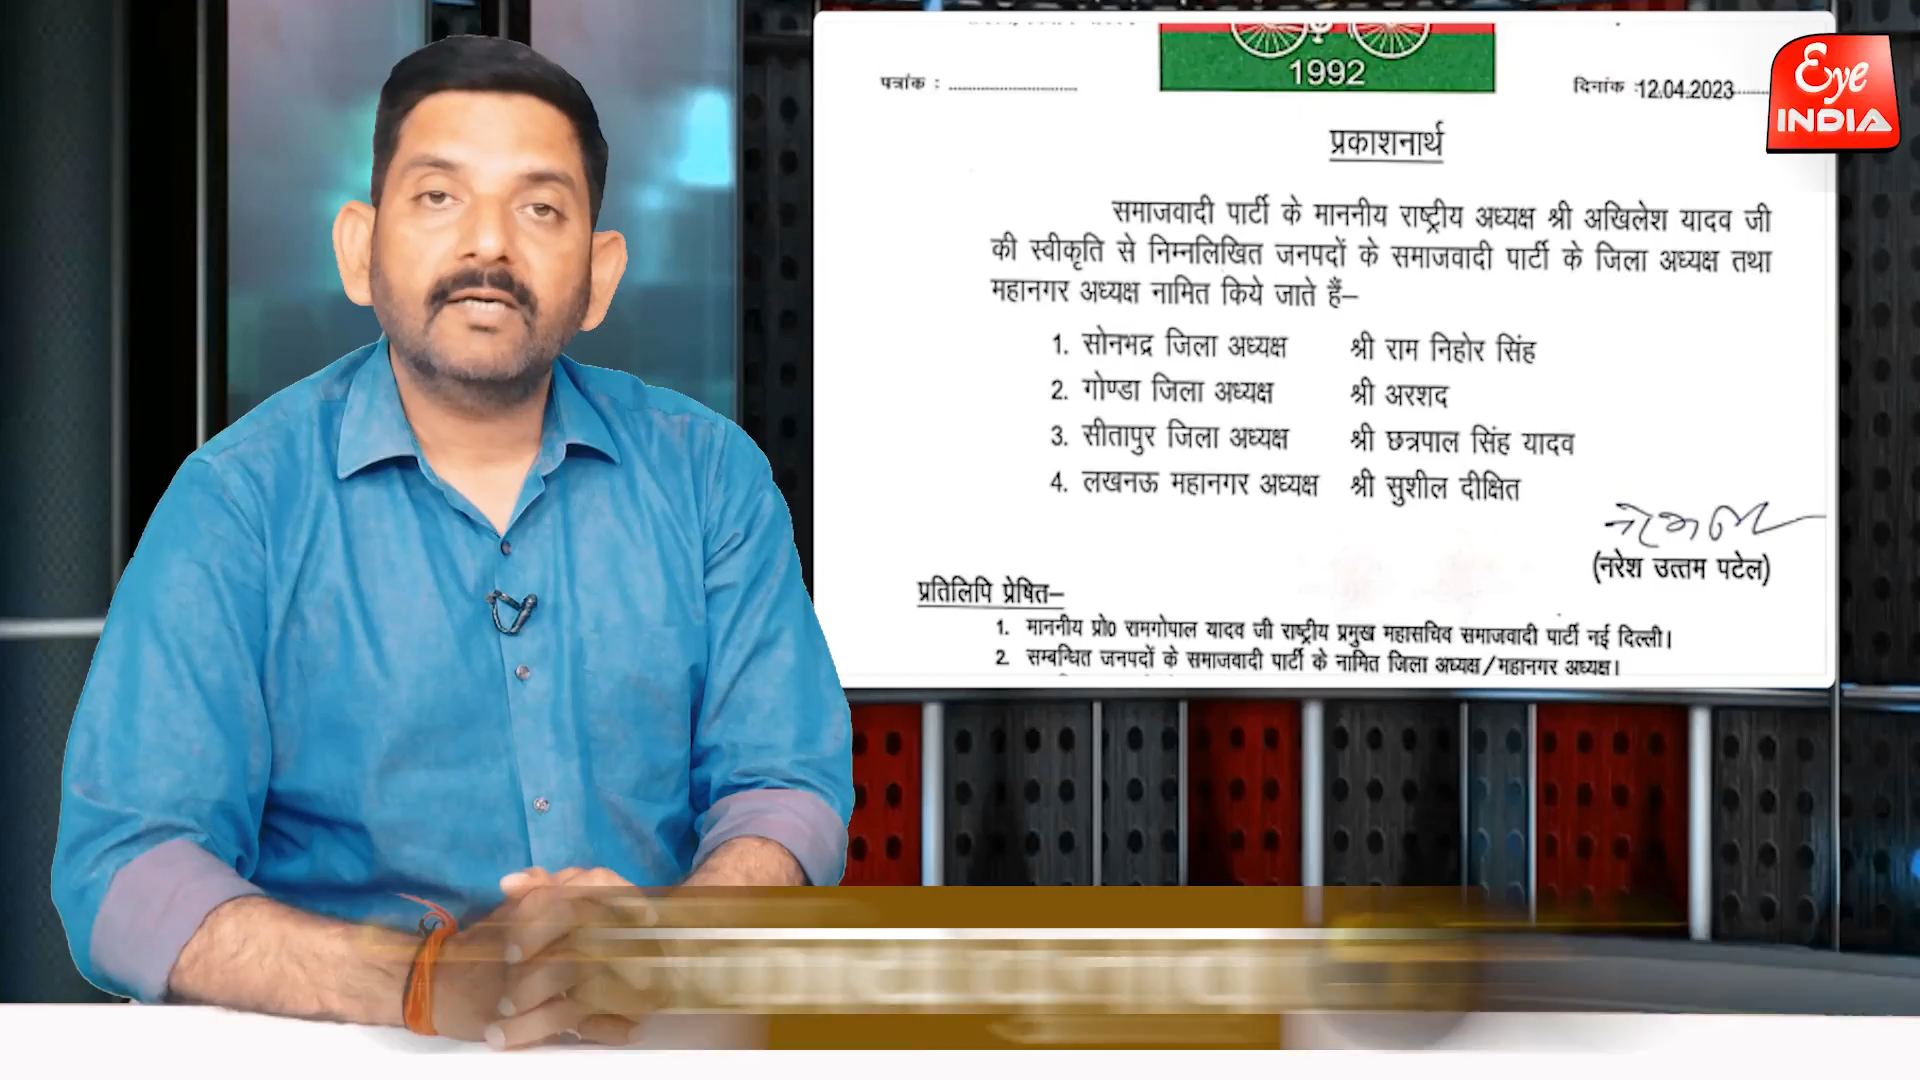 Eye
INDIA
1992
पत्रांक :
दिनांक : 12.04.2023
प्रकाशनार्थ
समाजवादी पार्टी के माननीय राष्ट्रीय अध्यक्ष श्री अखिलेश यादव जी
की स्वीकृति से निम्नलिखित जनपदों के समाजवादी पार्टी के जिला अध्यक्ष तथा
महानगर अध्यक्ष नामित किये जाते हैं–
1. सोनभद्र जिला अध्यक्ष श्री राम निहोर सिंह
2. गोण्डा जिला अध्यक्ष श्री अरशद
3. सीतापुर जिला अध्यक्ष श्री छत्रपाल सिंह यादव
4. लखनऊ महानगर अध्यक्ष श्री सुशील दीक्षित
(नरेश उत्तम पटेल)
प्रतिलिपि प्रेषित–
1. माननीय प्रो0 रामगोपाल यादव जी राष्ट्रीय प्रमुख महासचिव समाजवादी पार्टी नई दिल्ली।
2. सम्बन्धित जनपदों के समाजवादी पार्टी के नामित जिला अध्यक्ष/महानगर अध्यक्ष।